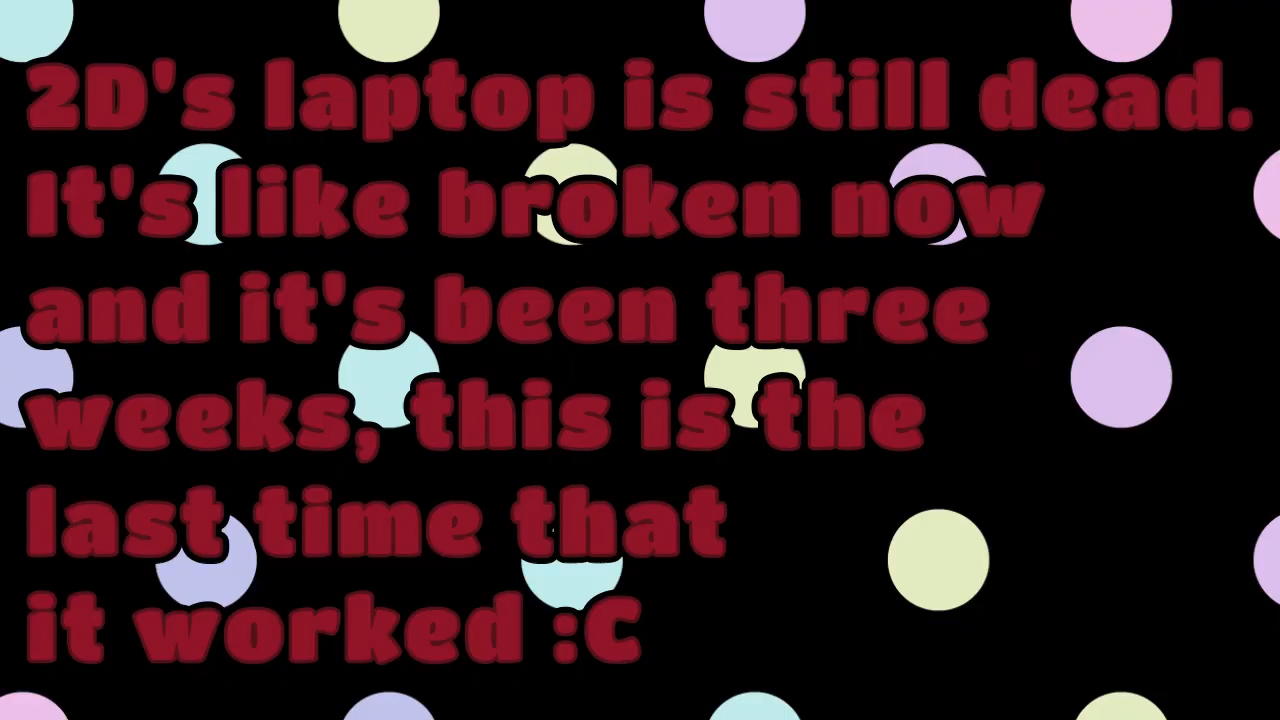 2D's laptop is still dead.
It's like broken now
and it's been three
weeks, this is the
last time that
it worked :C